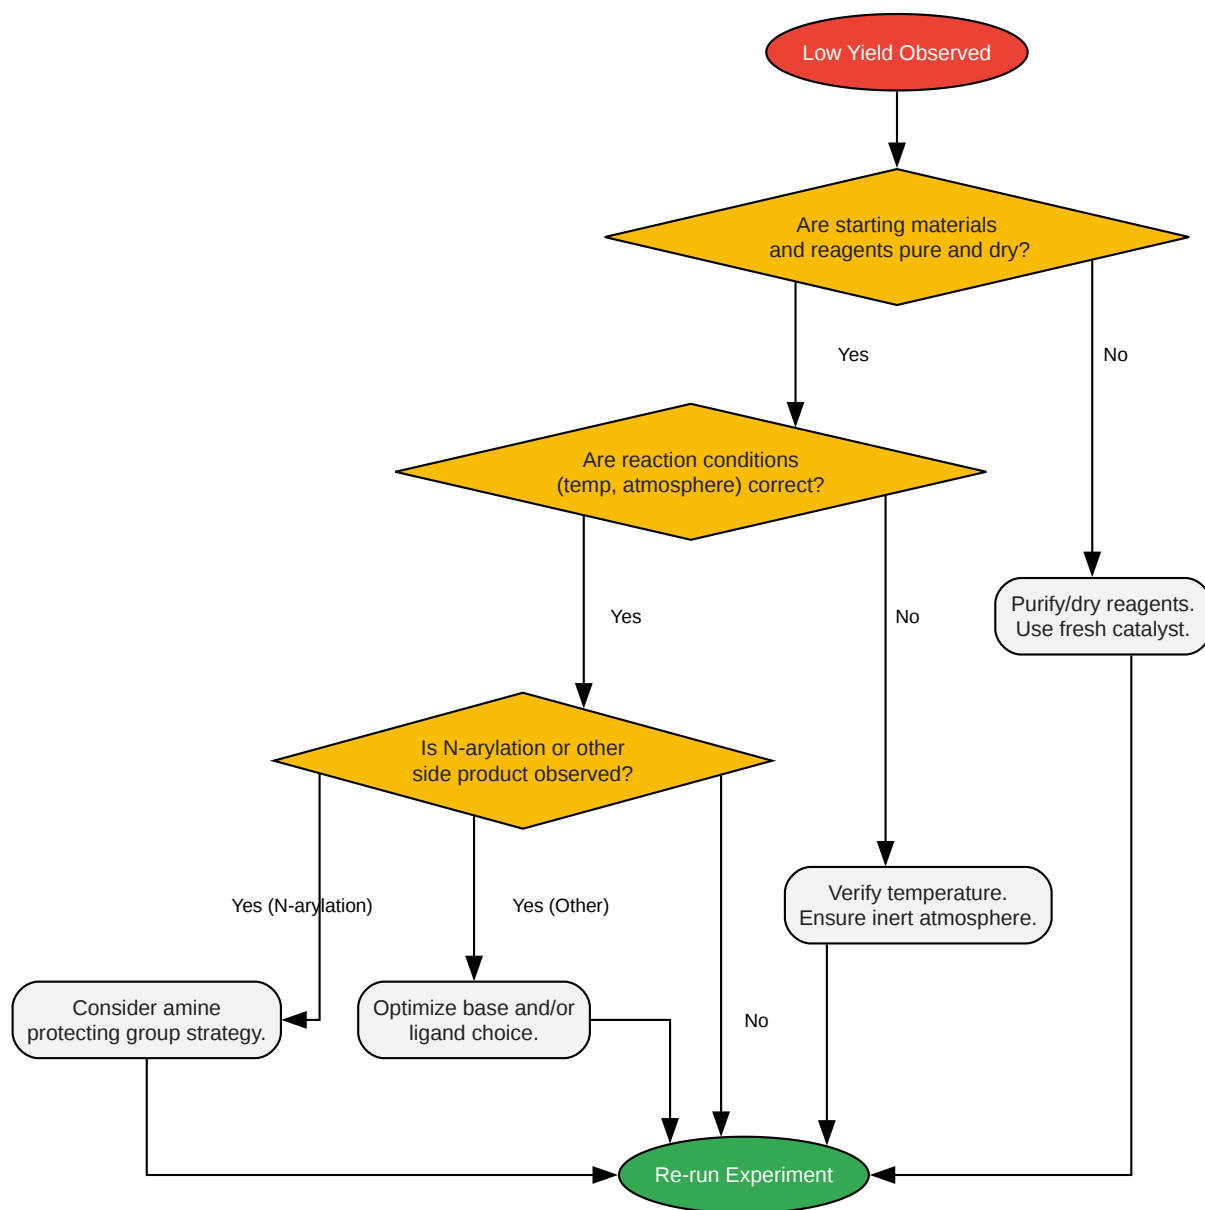 Low Yield Observed
Are starting materials
and reagents pure and dry?
Yes
No
Are reaction conditions
(temp, atmosphere) correct?
Purify/dry reagents.
Use fresh catalyst.
Yes
No
Is N-arylation or other
side product observed?
Verify temperature.
Ensure inert atmosphere.
Yes (N-arylation)
Yes (Other)
Consider amine
protecting group strategy.
Optimize base and/or
ligand choice.
No
Re-run Experiment